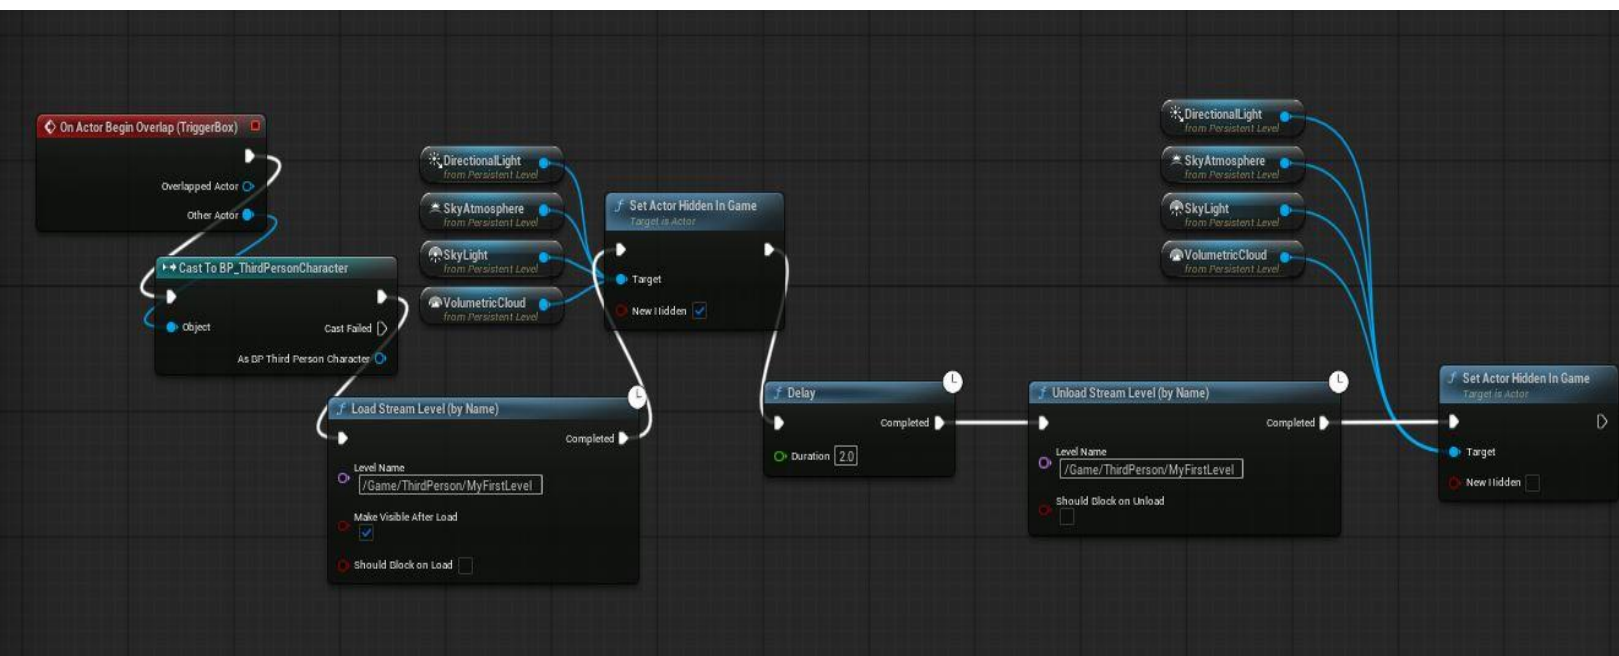 On Actor Begin Overlap (TriggerBox)
Overlapped Actor
Other Actor
Cast To BP_ThirdPersonCharacter
Object
Cast Failed
As BP Third Person Character
DirectionalLight
from Persistent Level
SkyAtmosphere
from Persistent Level
SkyLight
from Persistent Level
VolumetricCloud
from Persistent Level
Load Stream Level (by Name)
Completed
Level Name
/Game/ThirdPerson/MyFirstLevel
Make Visible After Load
Should Block on Load
Set Actor Hidden In Game
Target is Actor
Target
New Hidden
Delay
Completed
Duration 2.0
Unload Stream Level (by Name)
Completed
Level Name
/Game/ThirdPerson/MyFirstLevel
Should Block on Unload
DirectionalLight
from Persistent Level
SkyAtmosphere
from Persistent Level
SkyLight
from Persistent Level
VolumetricCloud
from Persistent Level
Set Actor Hidden In Game
Target is Actor
Target
New Hidden